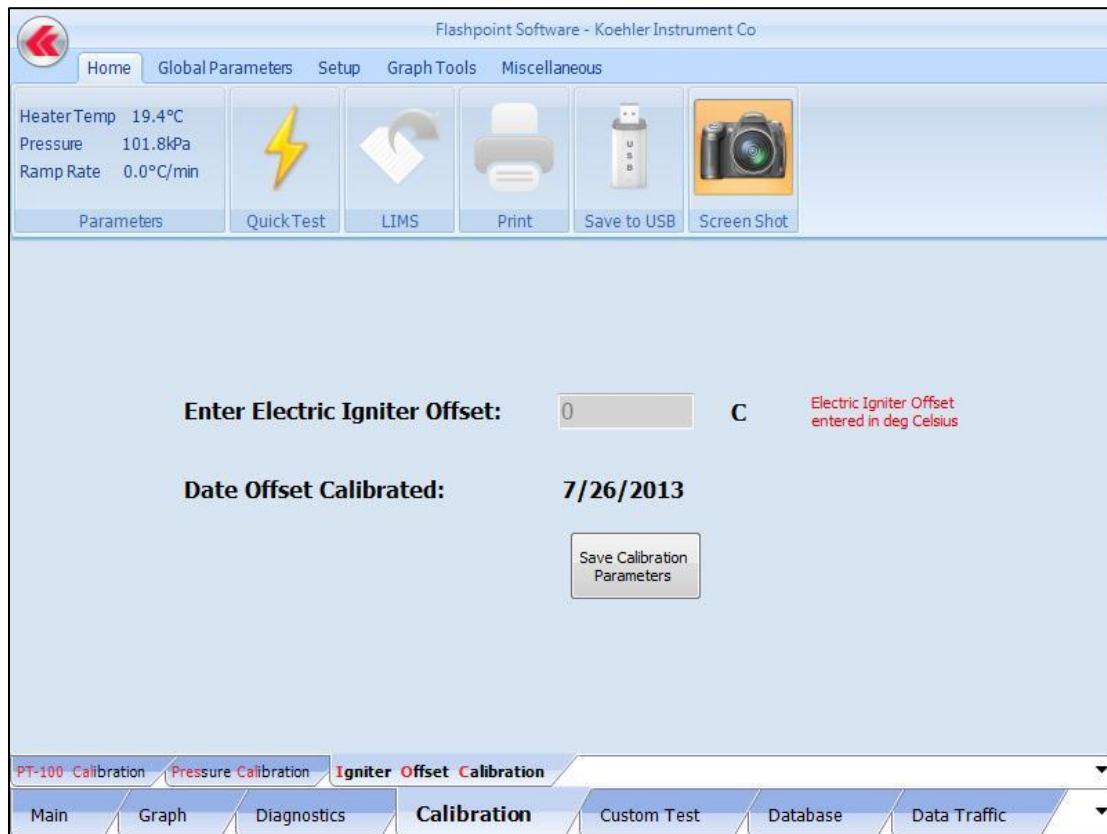 Flashpoint Software - Koehler Instrument Co
Home Global Parameters Setup Graph Tools Miscellaneous
Heater Temp 19.4°C
Pressure 101.8kPa
Ramp Rate 0.0°C/min
USB
Parameters Quick Test LIMS Print Save to USB Screen Shot
Enter Electric Igniter Offset: 0 C
Electric Igniter Offset
entered in deg Celsius
Date Offset Calibrated: 7/26/2013
Save Calibration
Parameters
PT-100 Calibration Pressure Calibration Igniter Offset Calibration
Main Graph Diagnostics Calibration Custom Test Database Data Traffic